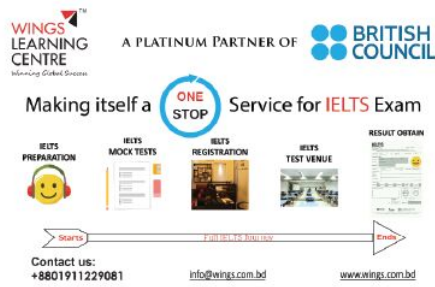 WINGS™
LEARNING
CENTRE
Winning Global Success
A PLATINUM PARTNER OF
BRITISH
COUNCIL
Making itself a ONE STOP Service for IELTS Exam
IELTS
PREPARATION
IELTS
MOCK TESTS
IELTS
REGISTRATION
IELTS
TEST VENUE
RESULT OBTAIN
IELTS
Starts
Full IELTS Journey
Ends
Contact us:
+8801911229081
info@wings.com.bd
www.wings.com.bd